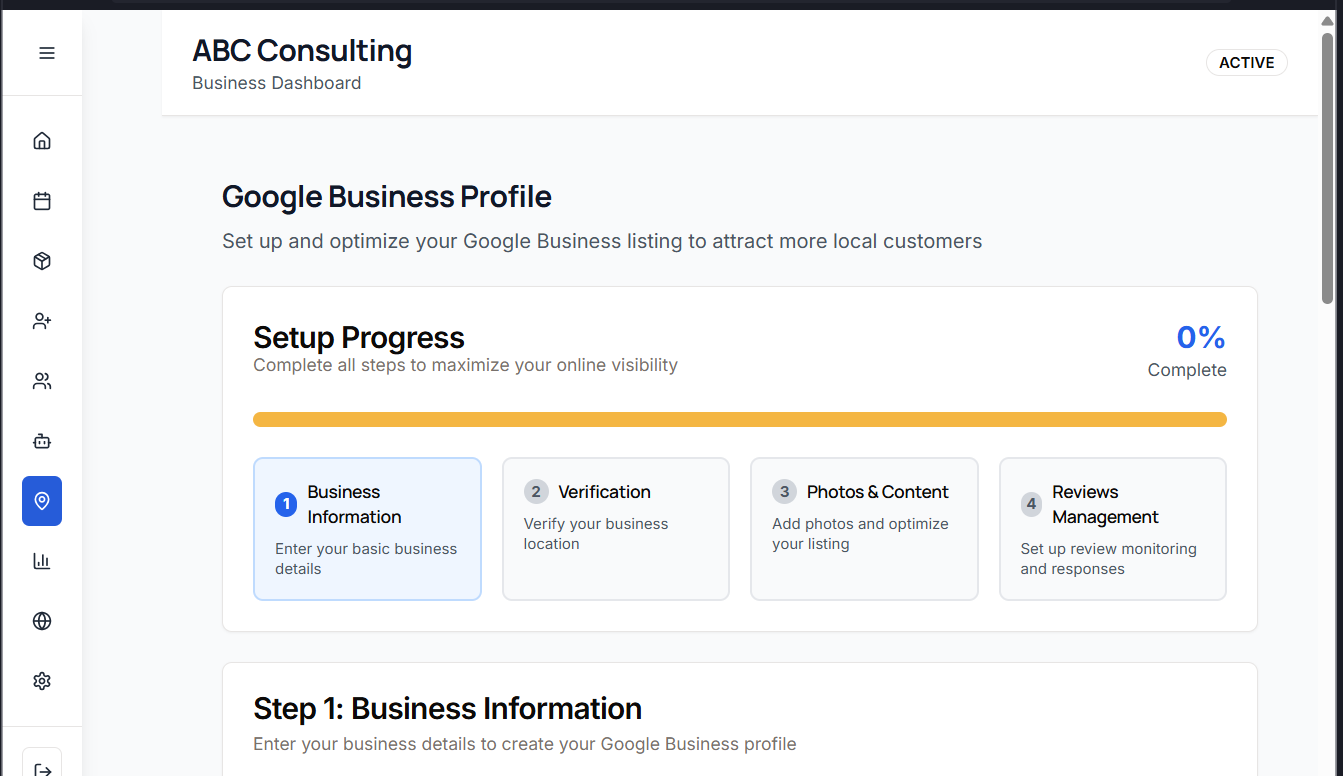 ABC Consulting
Business Dashboard
ACTIVE
Google Business Profile
Set up and optimize your Google Business listing to attract more local customers
Setup Progress
Complete all steps to maximize your online visibility
0%
Complete
1
Business
Information
Enter your basic business
details
2
Verification
Verify your business
location
3
Photos & Content
Add photos and optimize
your listing
4
Reviews
Management
Set up review monitoring
and responses
Step 1: Business Information
Enter your business details to create your Google Business profile